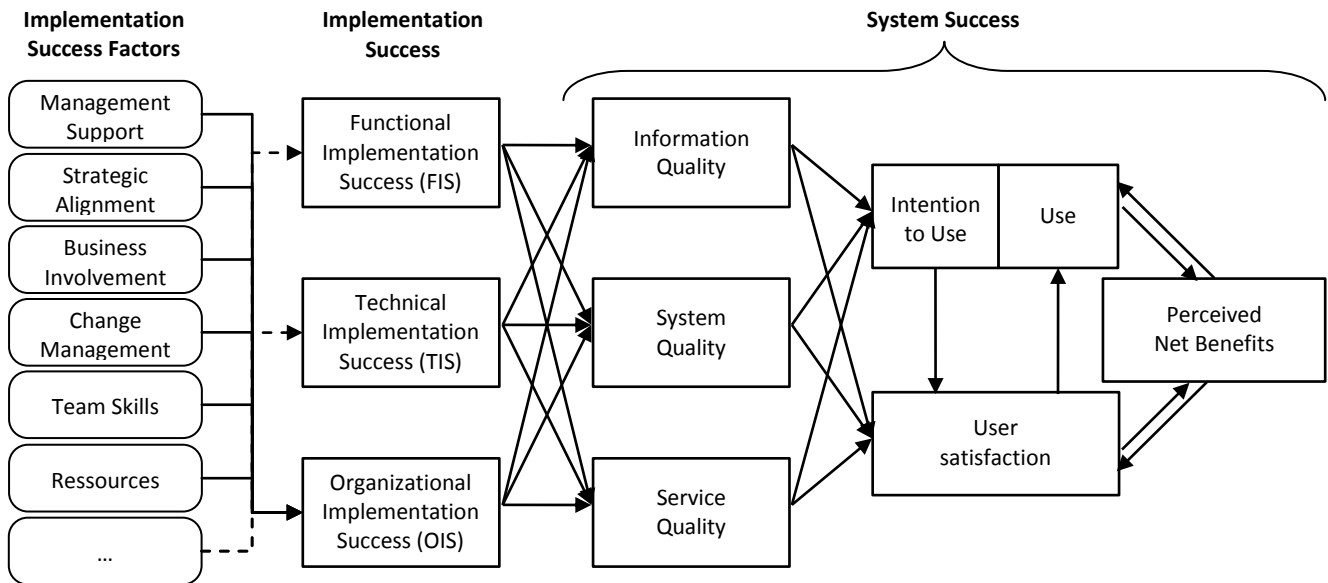 Implementation
Success Factors
Implementation
Success
System Success
Management
Support
Strategic
Alignment
Business
Involvement
Change
Management
Team Skills
Ressources
...
Functional
Implementation
Success (FIS)
Technical
Implementation
Success (TIS)
Organizational
Implementation
Success (OIS)
Information
Quality
System
Quality
Service
Quality
Intention
to Use
Use
User
satisfaction
Perceived
Net Benefits